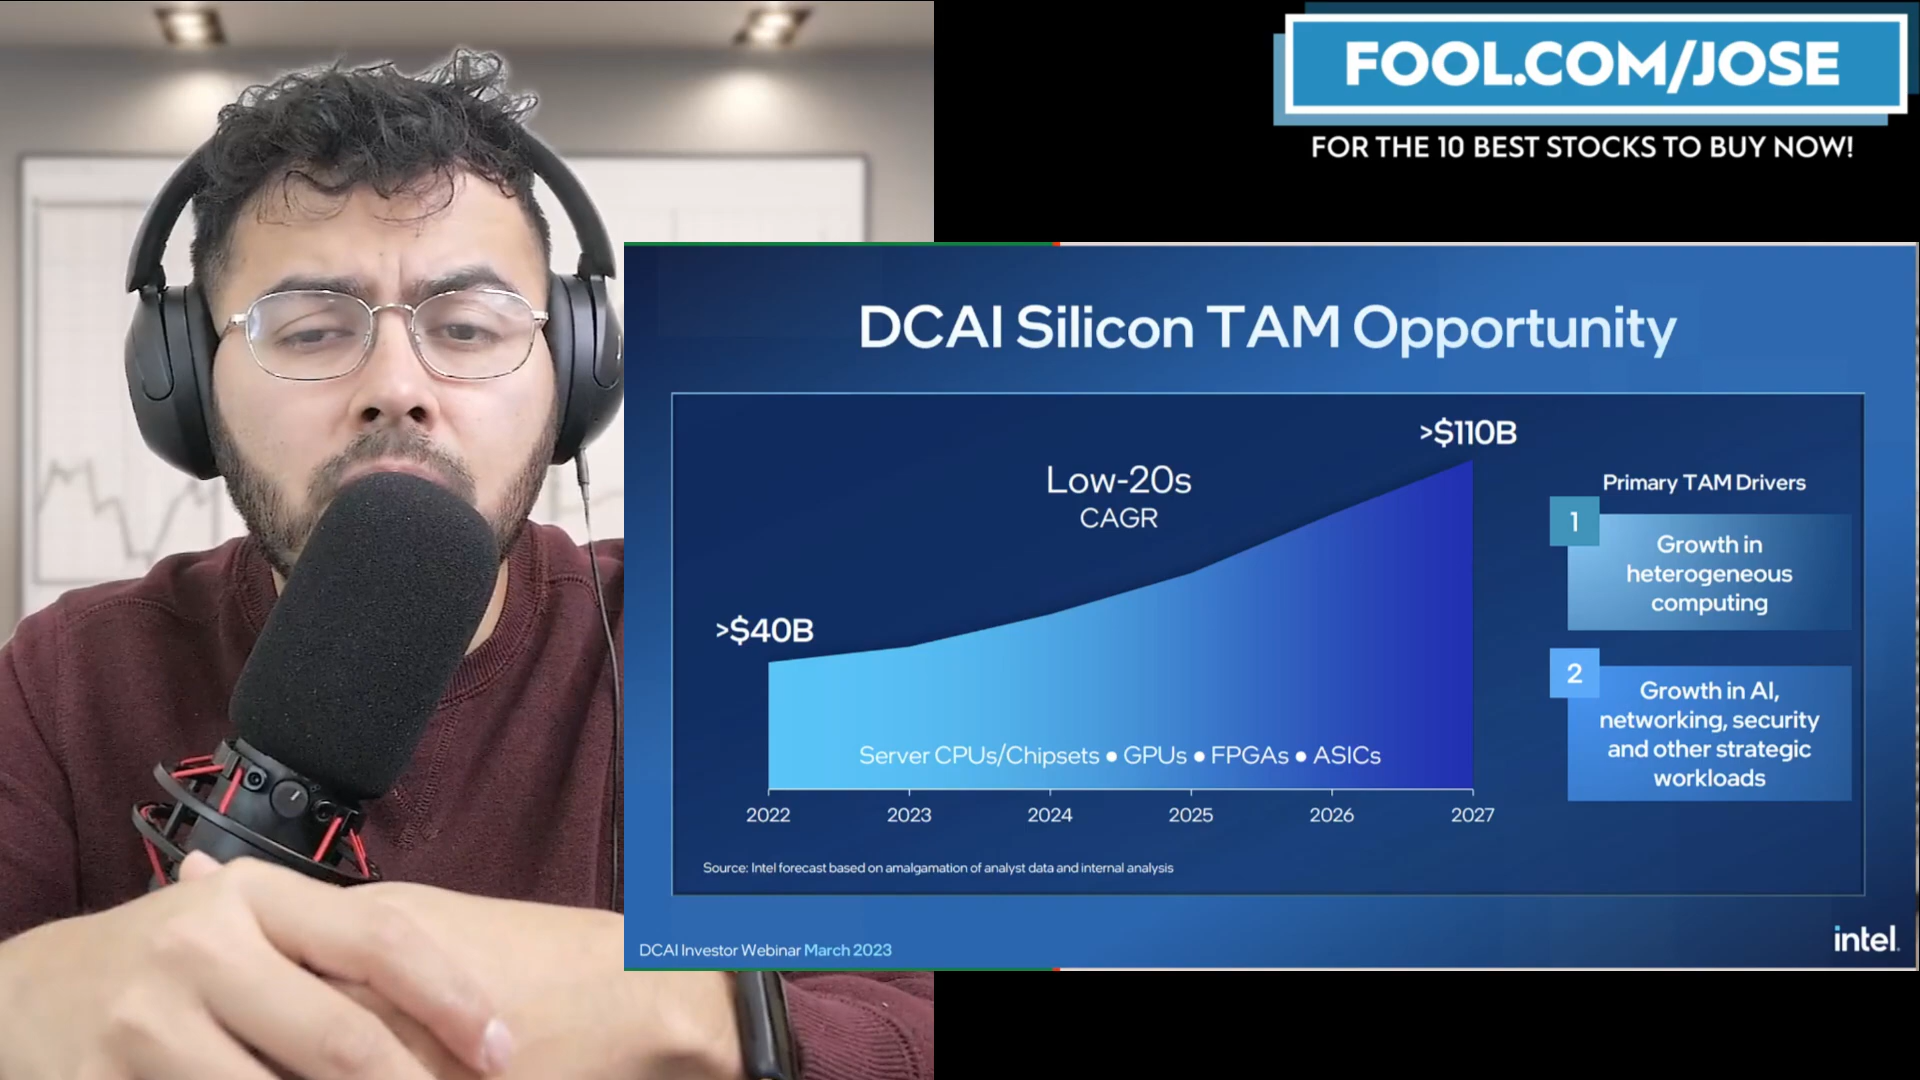 FOOL.COM/JOSE
FOR THE 10 BEST STOCKS TO BUY NOW!
DCAI Silicon TAM Opportunity
>$110B
Low-20s
CAGR
>$40B
Server CPUs/Chipsets ● GPUs ● FPGAs ● ASICs
2022 2023 2024 2025 2026 2027
Source: Intel forecast based on amalgamation of analyst data and internal analysis
Primary TAM Drivers
1
Growth in
heterogeneous
computing
2
Growth in AI,
networking, security
and other strategic
workloads
DCAI Investor Webinar March 2023
intel.